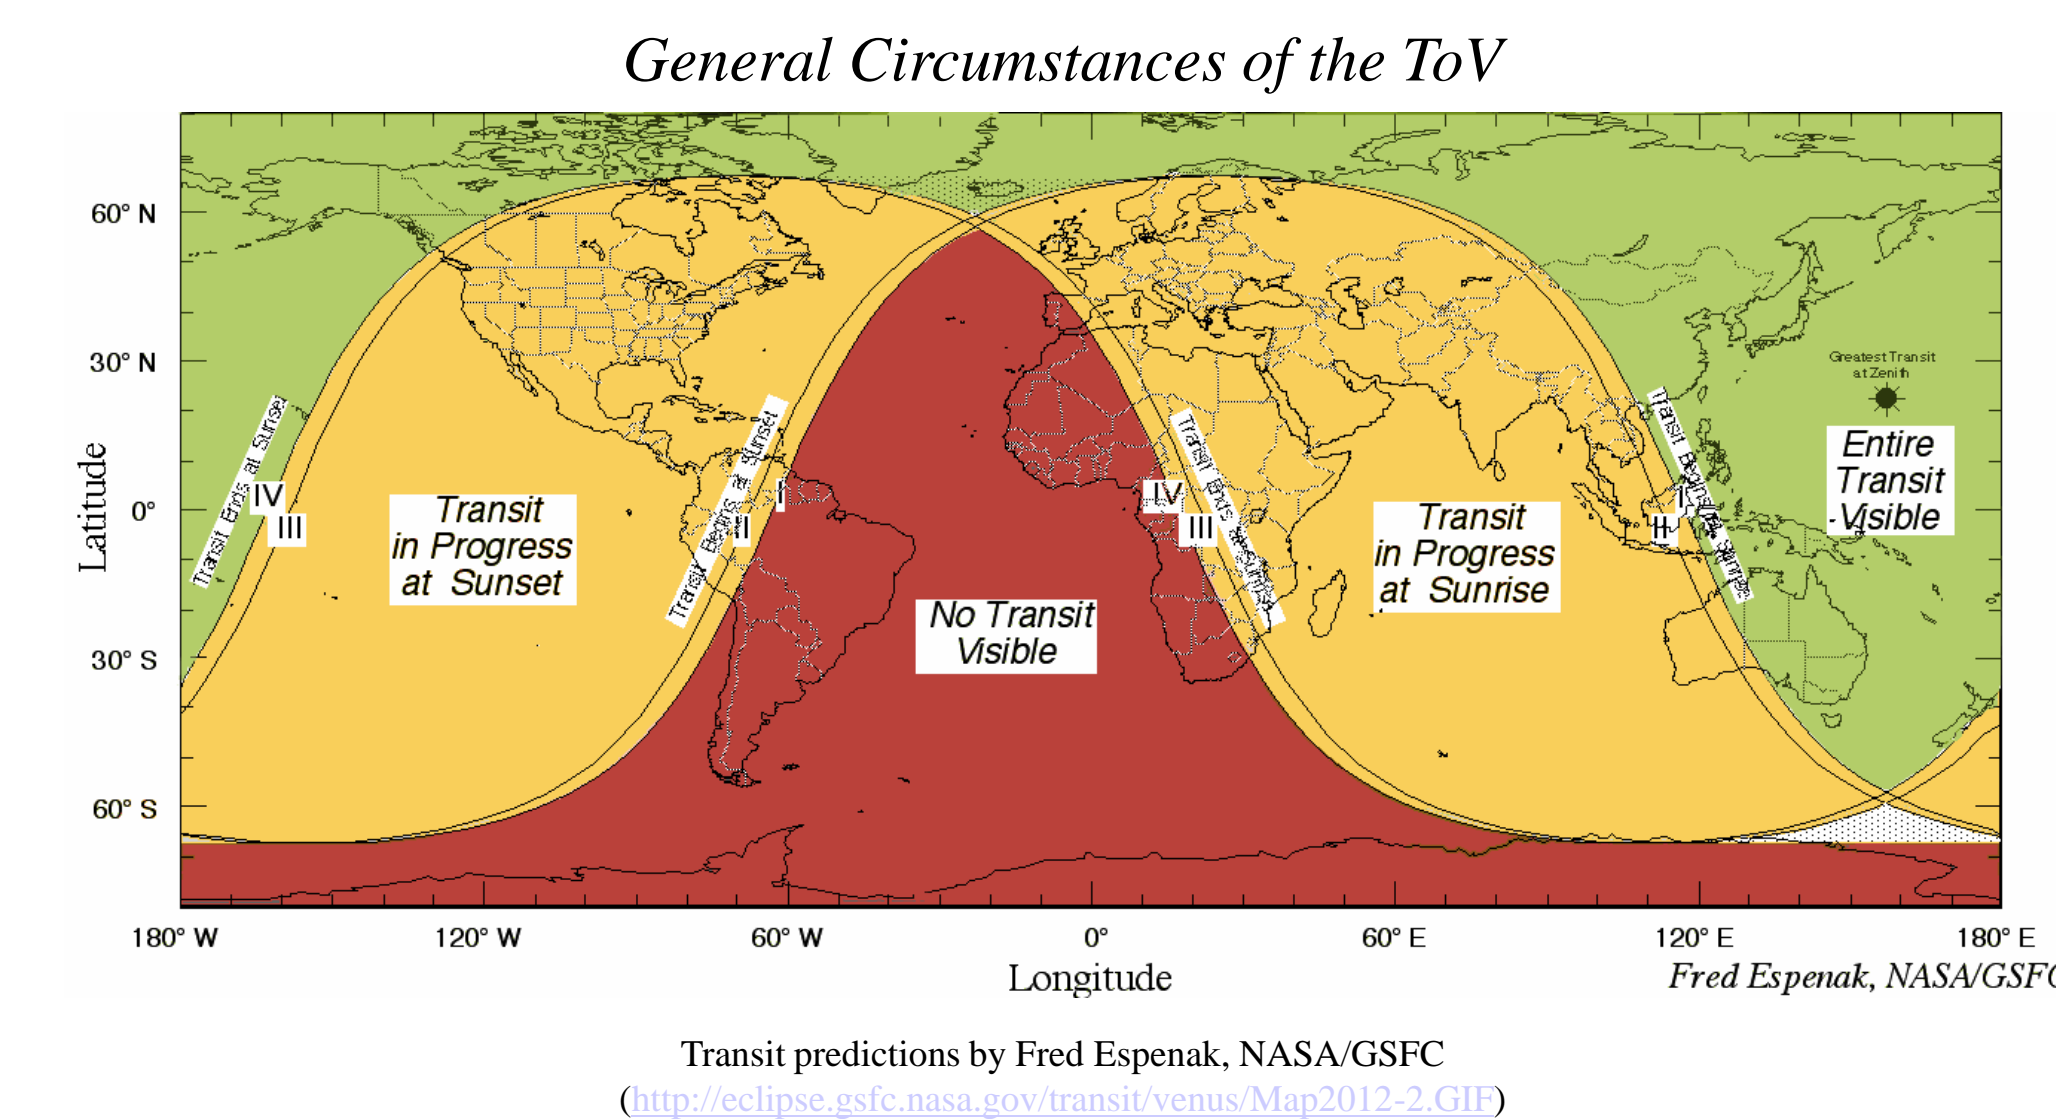 General Circumstances of the ToV
60° N
30° N
0°
30° S
60° S
Latitude
Transit Ends at Sunset
IV
III
Transit
in Progress
at Sunset
Transit Begins at Sunset
II
I
No Transit
Visible
IV
III
Transit Ends at Sunrise
Transit
in Progress
at Sunrise
Transit Begins at Sunrise
I
II
Greatest Transit
at Zenith
Entire
Transit
Visible
180° W
120° W
60° W
0°
60° E
120° E
180° E
Longitude
Fred Espenak, NASA/GSFC
Transit predictions by Fred Espenak, NASA/GSFC
(http://eclipse.gsfc.nasa.gov/transit/venus/Map2012-2.GIF)